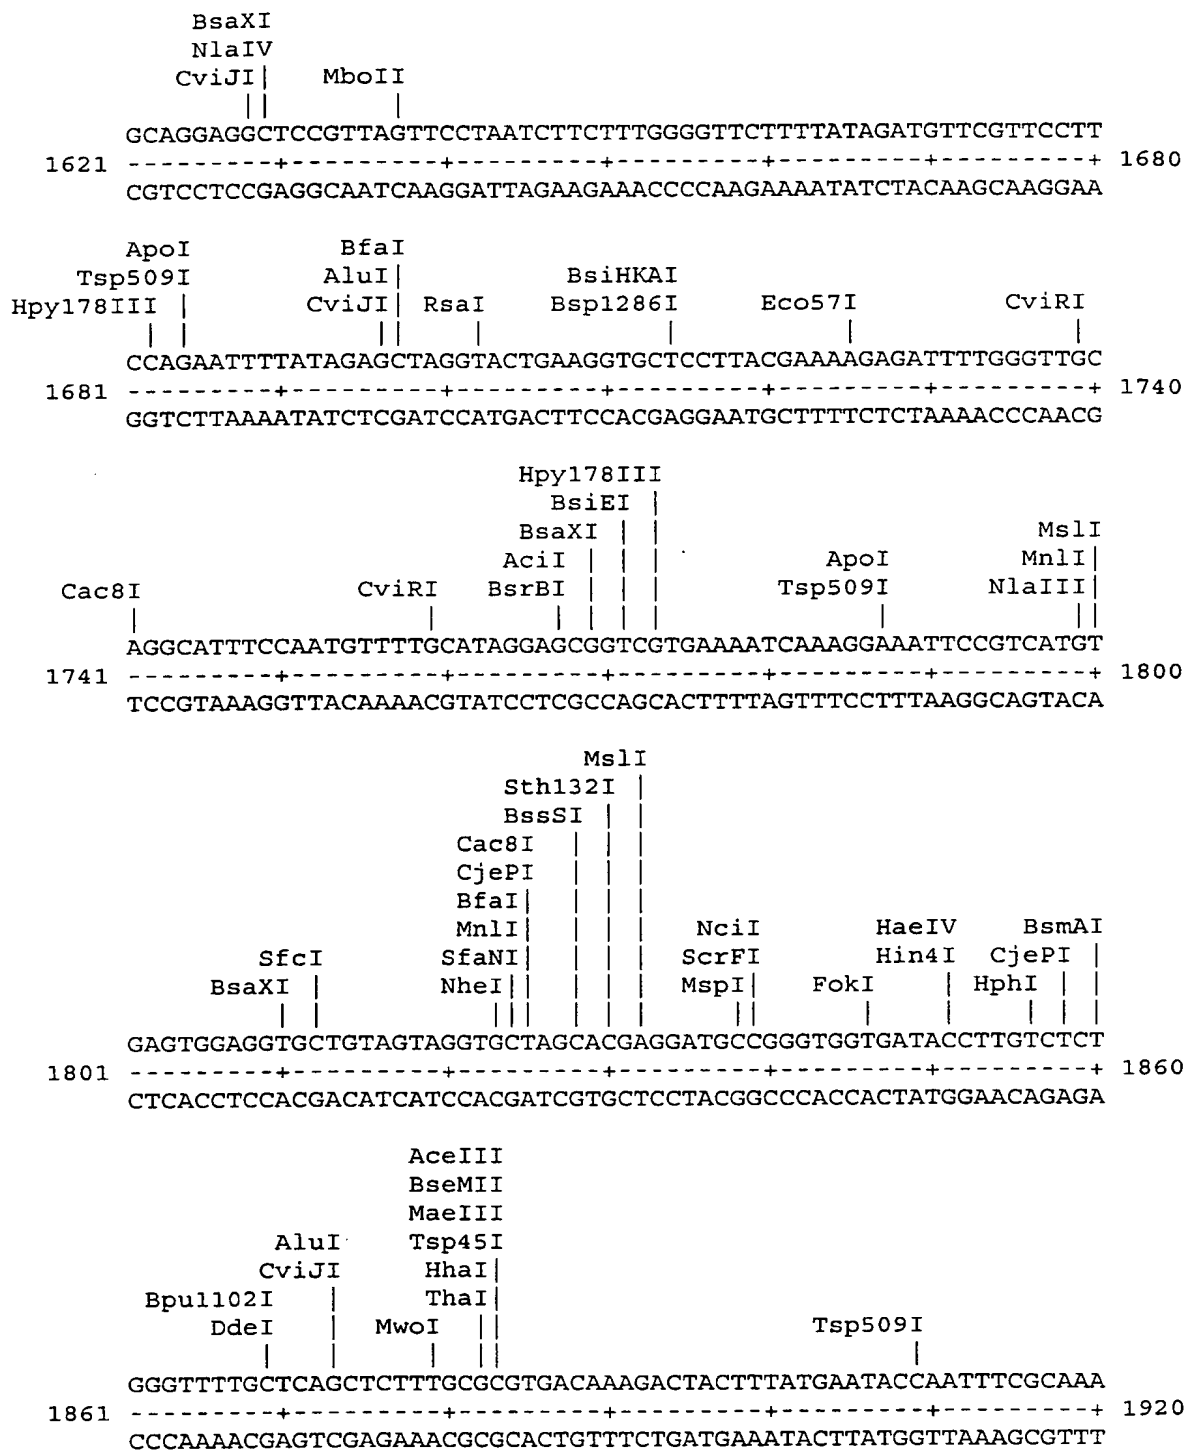 BsaXI
NlaIV
CviJI| MboII
|| |
GCAGGAGGCTCCGTTAGTTCCTAATCTTCTTTGGGGTTCTTTTATAGATGTTCGTTCCTT
1621 ---------+---------+---------+---------+---------+---------+ 1680
CGTCCTCCGAGGCAATCAAGGATTAGAAGAAACCCCAAGAAAATATCTACAAGCAAGGAA
ApoI BfaI
Tsp509I AluI| BsiHKAI
Hpy178III | CviJI| RsaI Bsp1286I Eco57I CviRI
| | || | | | |
CCAGAATTTTATAGAGCTAGGTACTGAAGGTGCTCCTTACGAAAAGAGATTTTGGGTTGC
1681 ---------+---------+---------+---------+---------+---------+ 1740
GGTCTTAAAATATCTCGATCCATGACTTCCACGAGGAATGCTTTTCTCTAAAACCCAACG
Hpy178III
BsiEI |
BsaXI | | MslI
AciI | | | ApoI MnlI|
Cac8I CviRI BsrBI | | | Tsp509I NlaIII||
| | | | | | | ||
AGGCATTTCCAATGTTTTGCATAGGAGCGGTCGTGAAAATCAAAGGAAATTCCGTCATGT
1741 ---------+---------+---------+---------+---------+---------+ 1800
TCCGTAAAGGTTACAAAACGTATCCTCGCCAGCACTTTTAGTTTCCTTTAAGGCAGTACA
MslI
Sth132I |
BssSI | |
Cac8I | | |
CjePI | | |
BfaI| | | |
MnlI| | | | NciI HaeIV BsmAI
SfcI SfaNI| | | | ScrFI Hin4I CjePI |
BsaXI | NheI|| | | | MspI| FokI | HphI | |
| | ||| | | | || | | | | |
GAGTGGAGGTGCTGTAGTAGGTGCTAGCACGAGGATGCCGGGTGGTGATACCTTGTCTCT
1801 ---------+---------+---------+---------+---------+---------+ 1860
CTCACCTCCACGACATCATCCACGATCGTGCTCCTACGGCCCACCACTATGGAACAGAGA
AceIII
BseMII
MaeIII
AluI Tsp45I
CviJI HhaI|
Bpu1102I | ThaI|
DdeI | MwoI || Tsp509I
| | | || |
GGGTTTTGCTCAGCTCTTTGCGCGTGACAAAGACTACTTTATGAATACCAATTTCGCAAA
1861 ---------+---------+---------+---------+---------+---------+ 1920
CCCAAAACGAGTCGAGAAACGCGCACTGTTTCTGATGAAATACTTATGGTTAAAGCGTTT